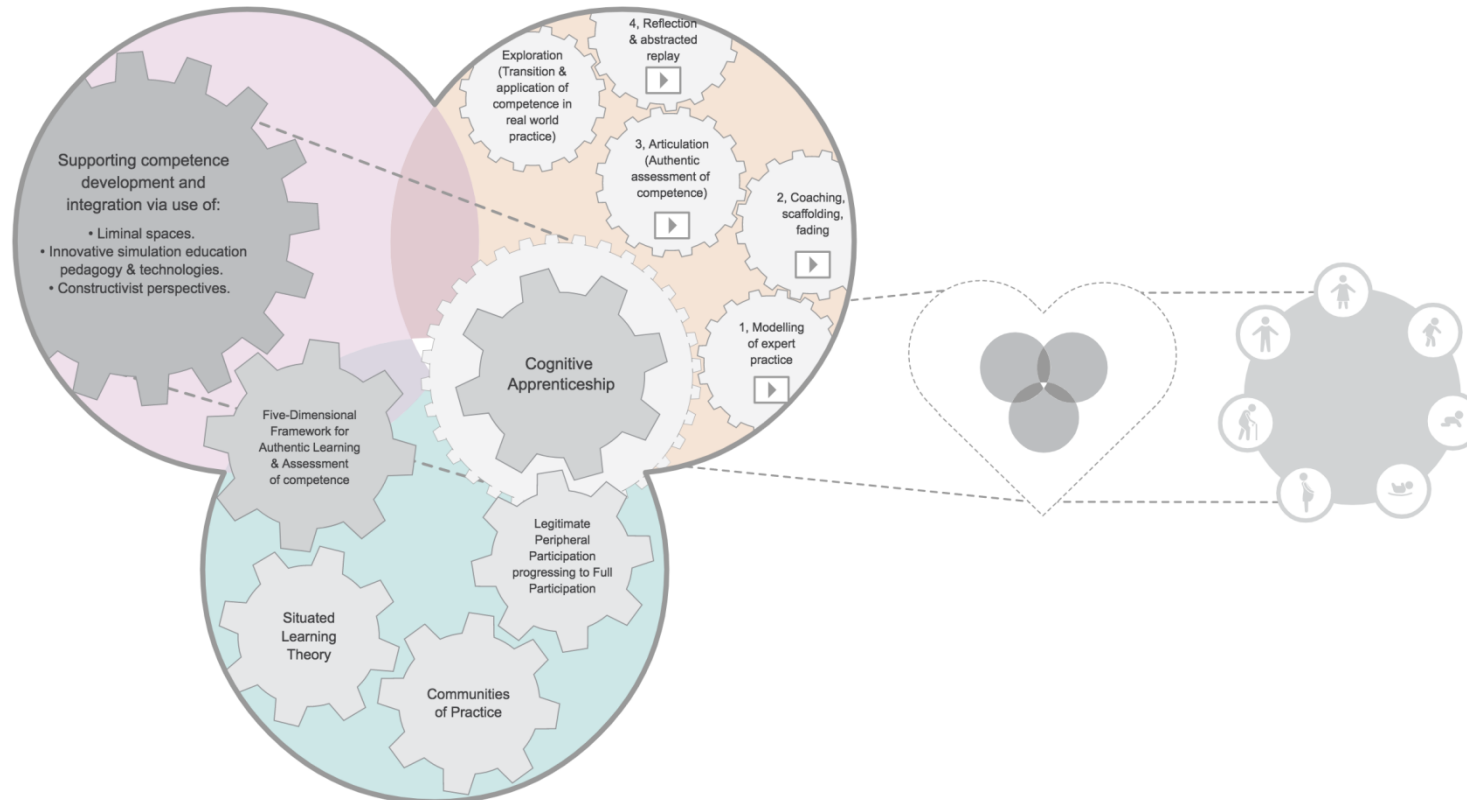 Supporting competence
development and
integration via use of:
• Liminal spaces.
• Innovative simulation education
pedagogy & technologies.
• Constructivist perspectives.
Exploration
(Transition &
application of
competence in
real world
practice)
4, Reflection
& abstracted
replay
3, Articulation
(Authentic
assessment of
competence)
2, Coaching,
scaffolding,
fading
1, Modelling
of expert
practice
Cognitive
Apprenticeship
Five-Dimensional
Framework for
Authentic Learning
& Assessment
of competence
Legitimate
Peripheral
Participation
progressing to Full
Participation
Situated
Learning
Theory
Communities
of Practice